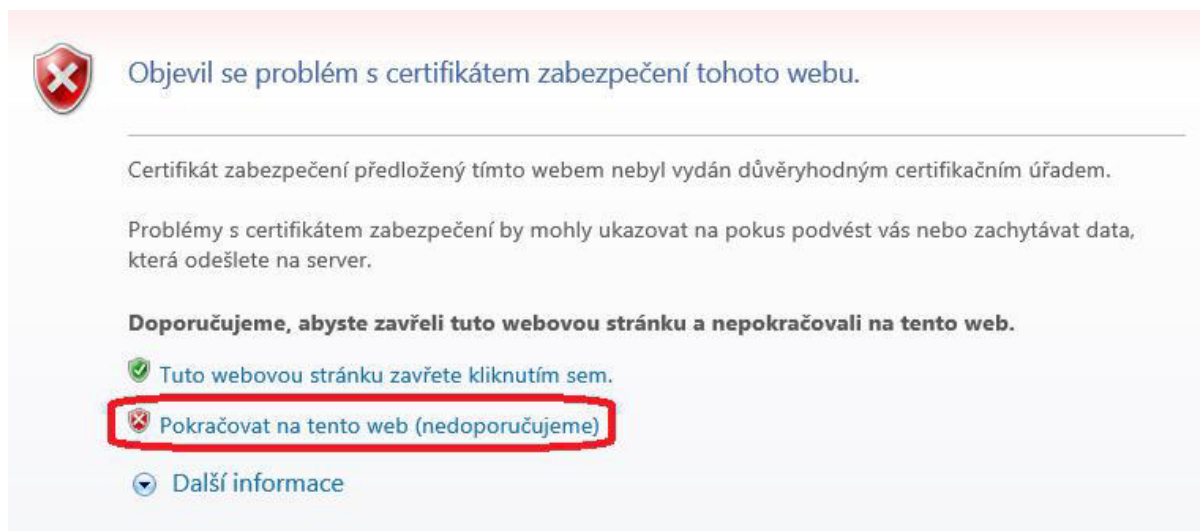 Objevil se problém s certifikátem zabezpečení tohoto webu.
Certifikát zabezpečení předložený tímto webem nebyl vydán důvěryhodným certifikačním úřadem.
Problémy s certifikátem zabezpečení by mohly ukazovat na pokus podvést vás nebo zachytávat data,
která odešlete na server.
Doporučujeme, abyste zavřeli tuto webovou stránku a nepokračovali na tento web.
Tuto webovou stránku zavřete kliknutím sem.
Pokračovat na tento web (nedoporučujeme)
Další informace